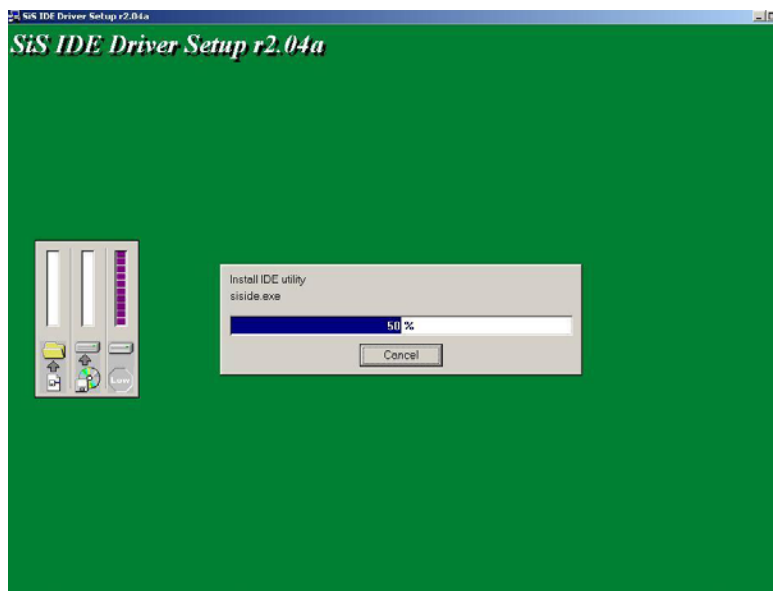 SiS IDE Driver Setup r2.04a
SiS IDE Driver Setup r2.04a
Install IDE utility
siside.exe
50 %
Cancel
Low